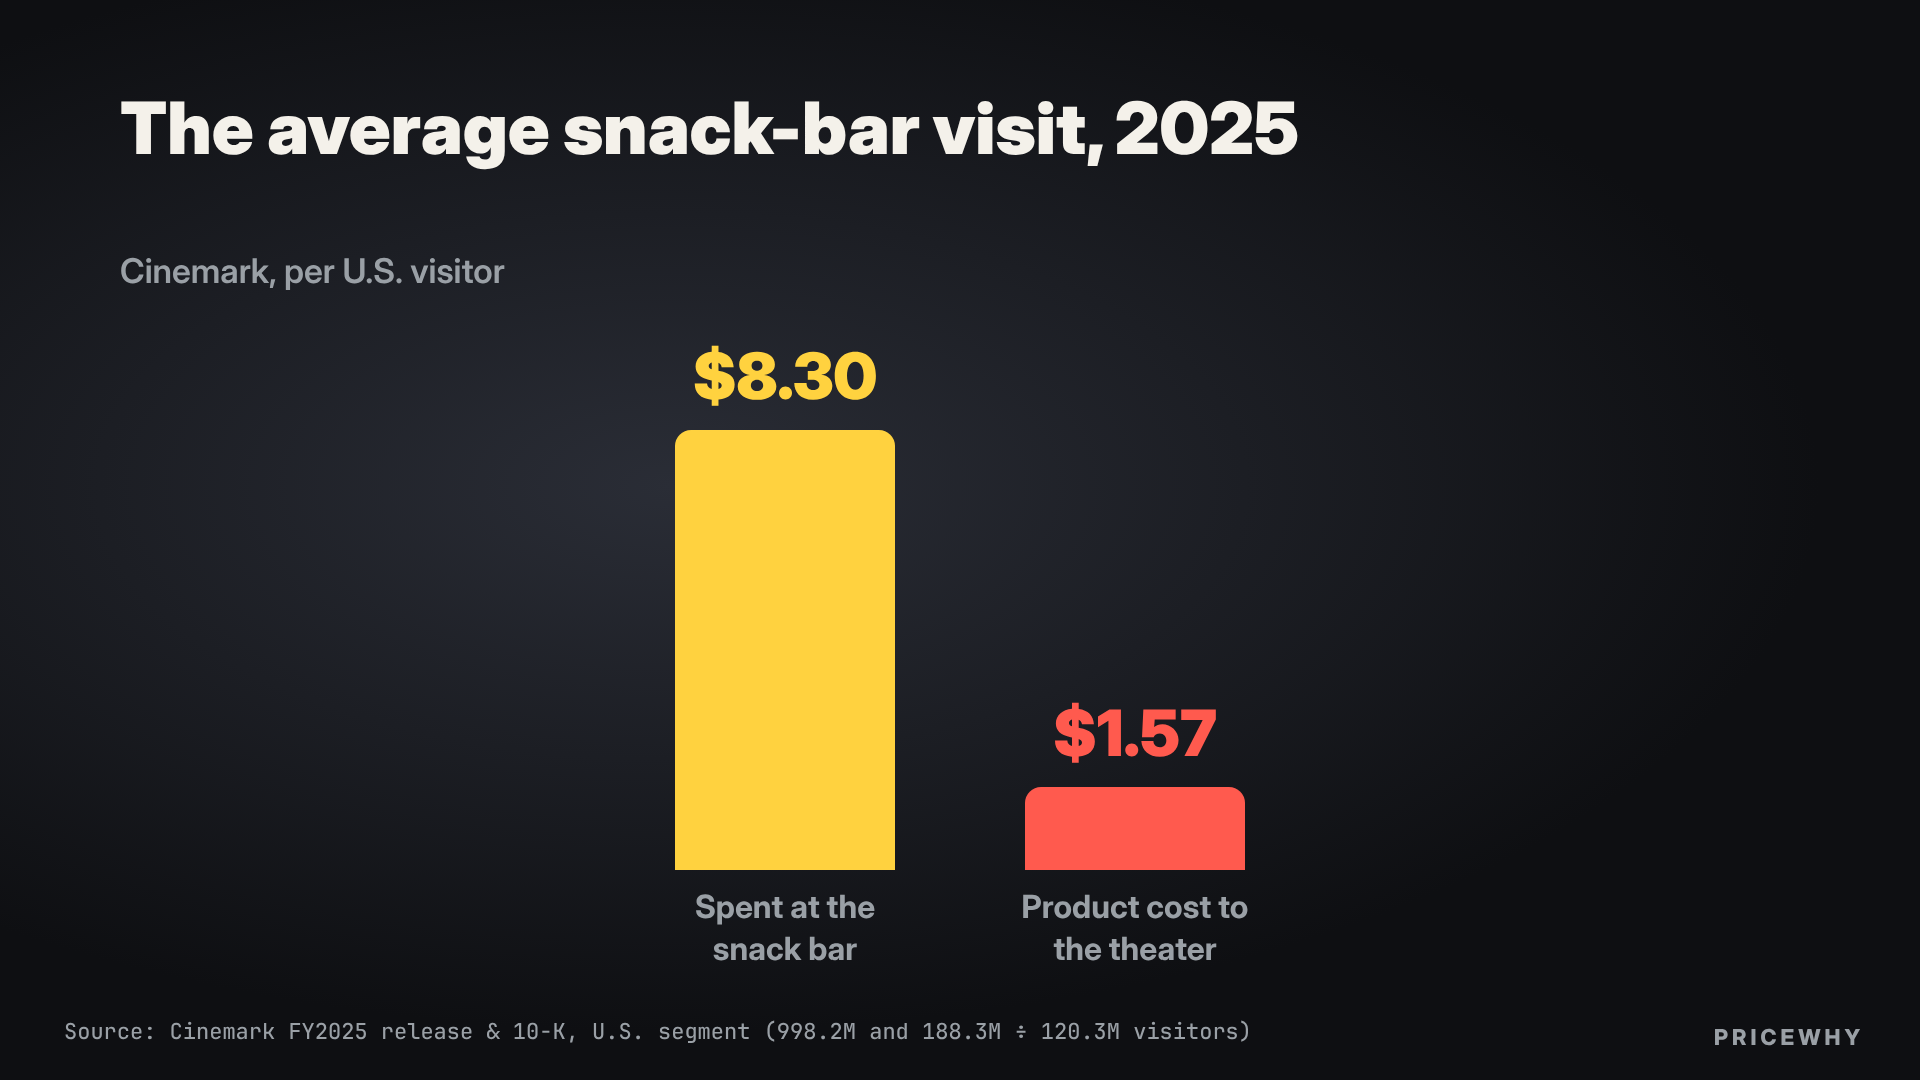 The average snack-bar visit, 2025
Cinemark, per U.S. visitor
$8.30
$1.57
Spent at the
snack bar
Product cost to
the theater
Source: Cinemark FY2025 release & 10-K, U.S. segment (998.2M and 188.3M ÷ 120.3M visitors)
PRICEWHY